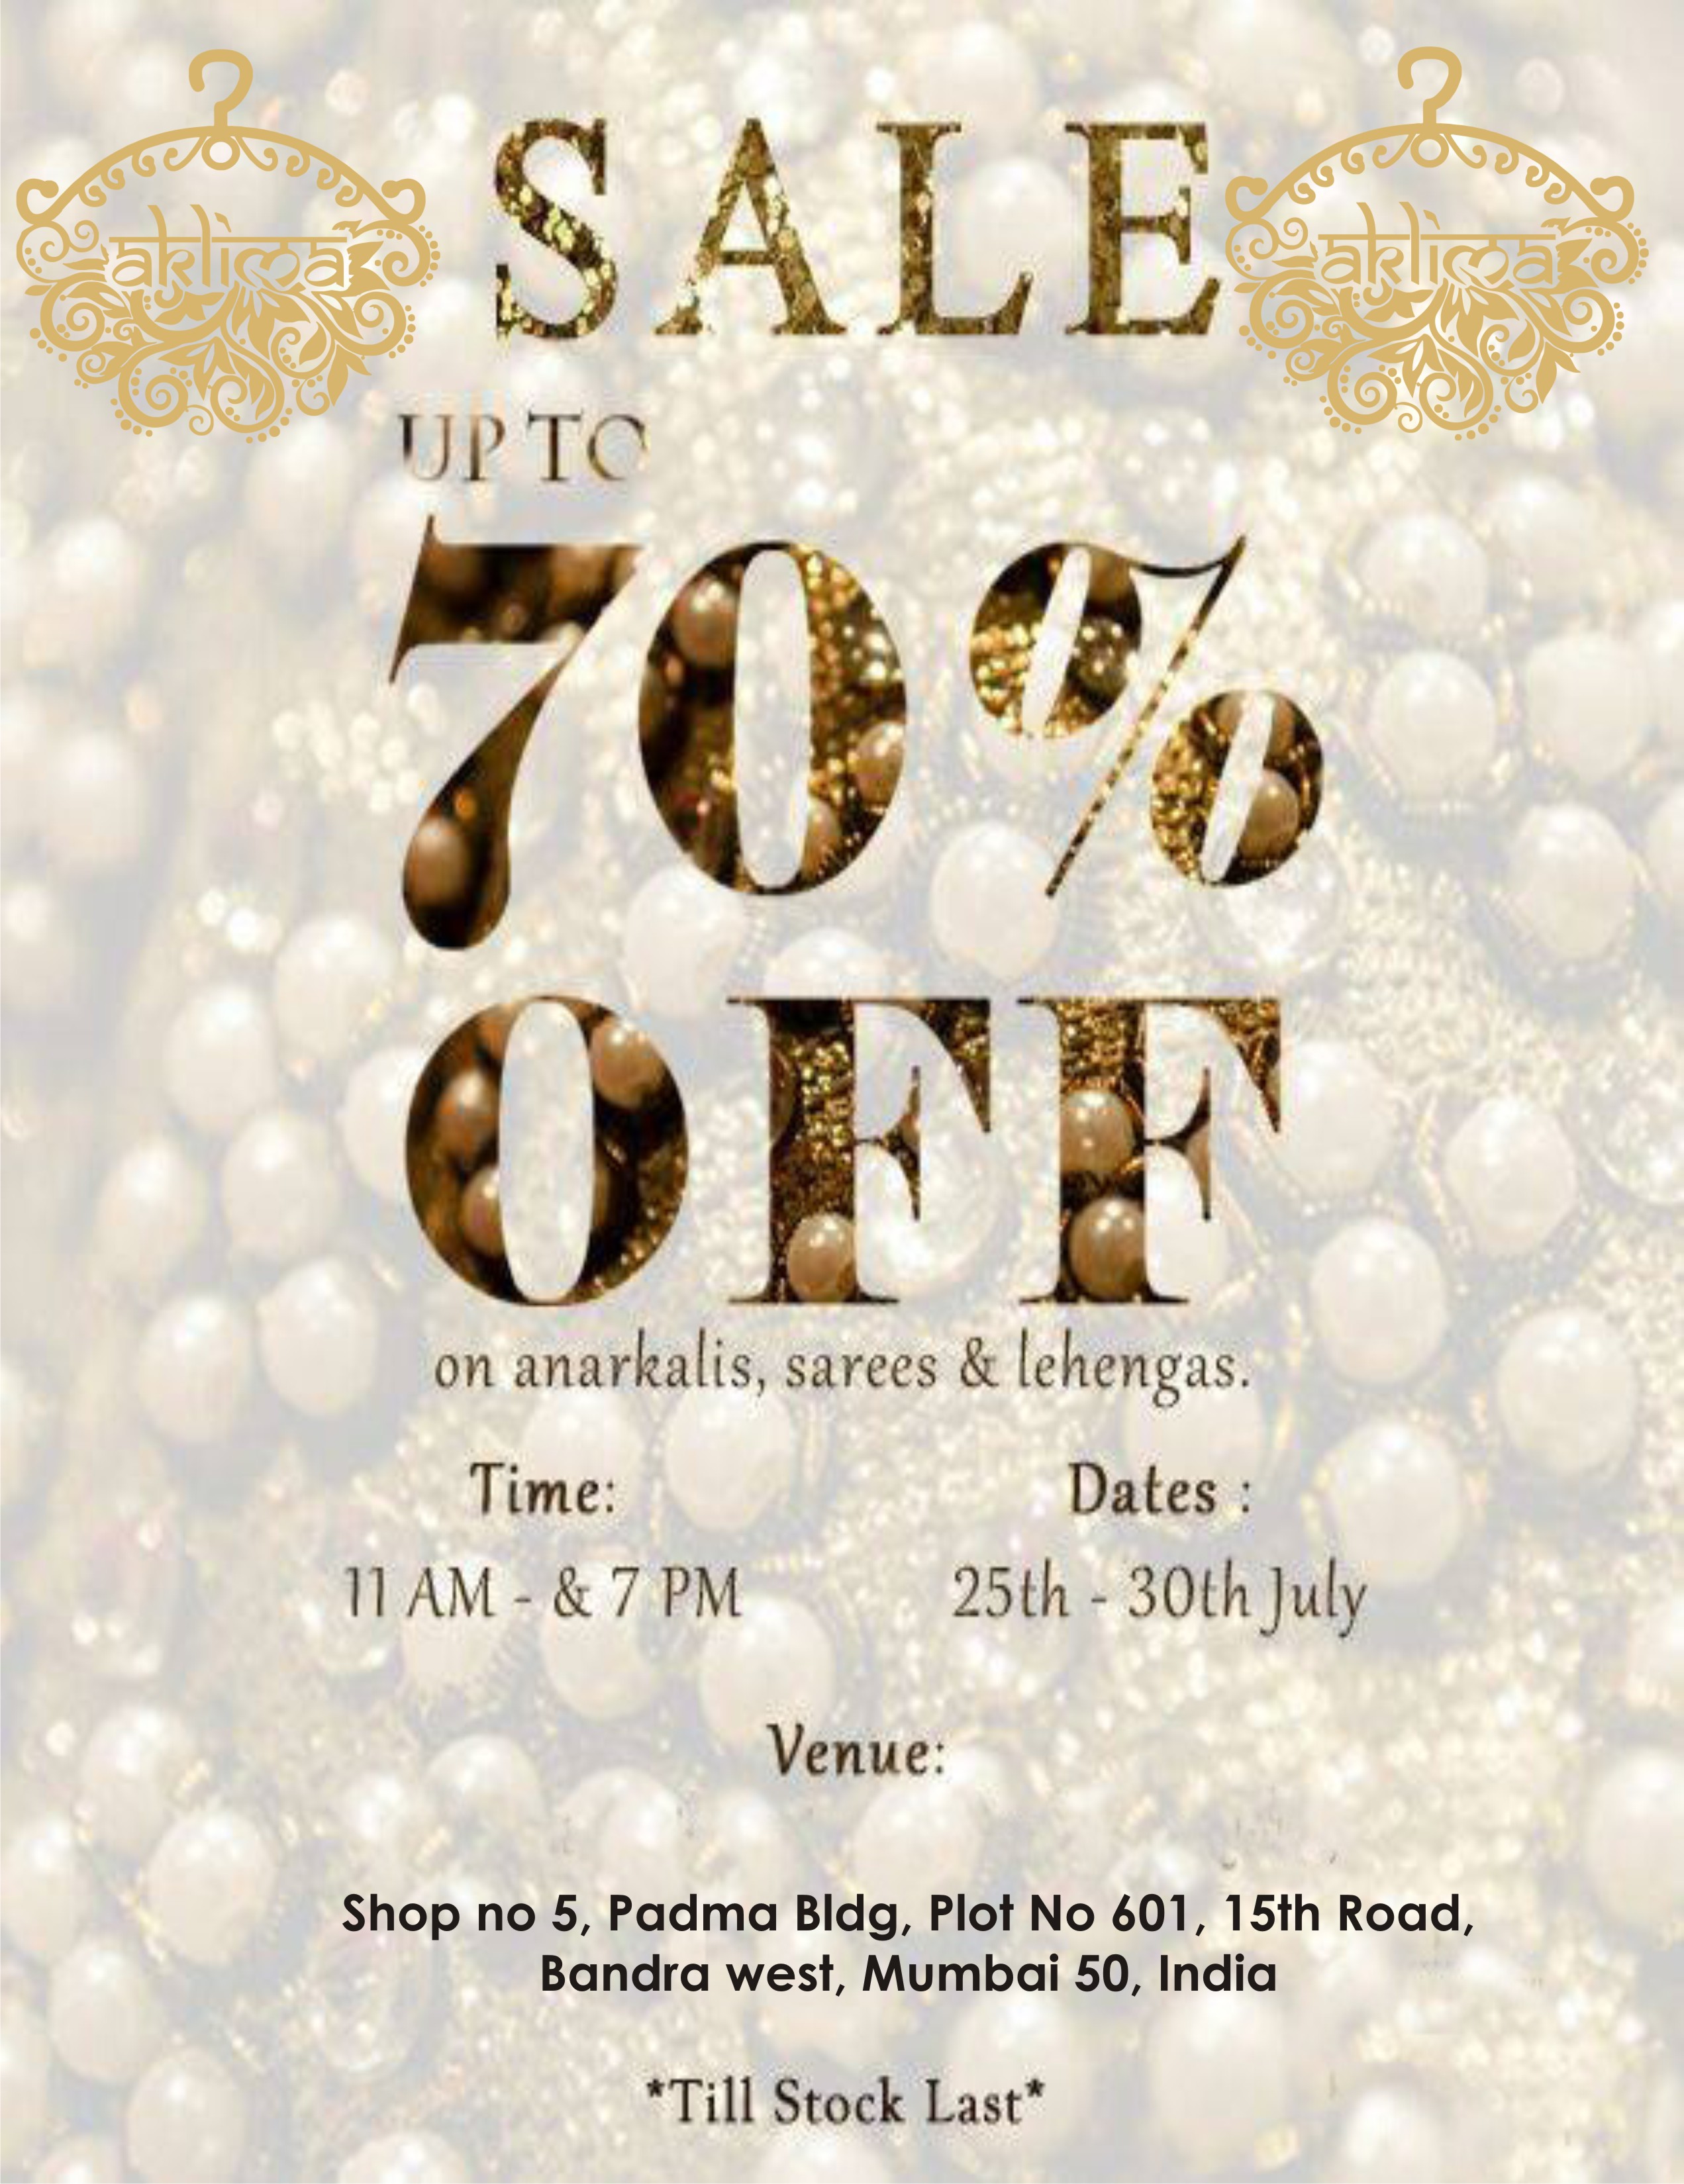 aklima
SALE
aklima
UP TO
70%
OFF
on anarkalis, sarees & lehengas.
Time:
Dates :
11 AM - & 7 PM
25th - 30th July
Venue:
Shop no 5, Padma Bldg, Plot No 601, 15th Road,
Bandra west, Mumbai 50, India
*Till Stock Last*